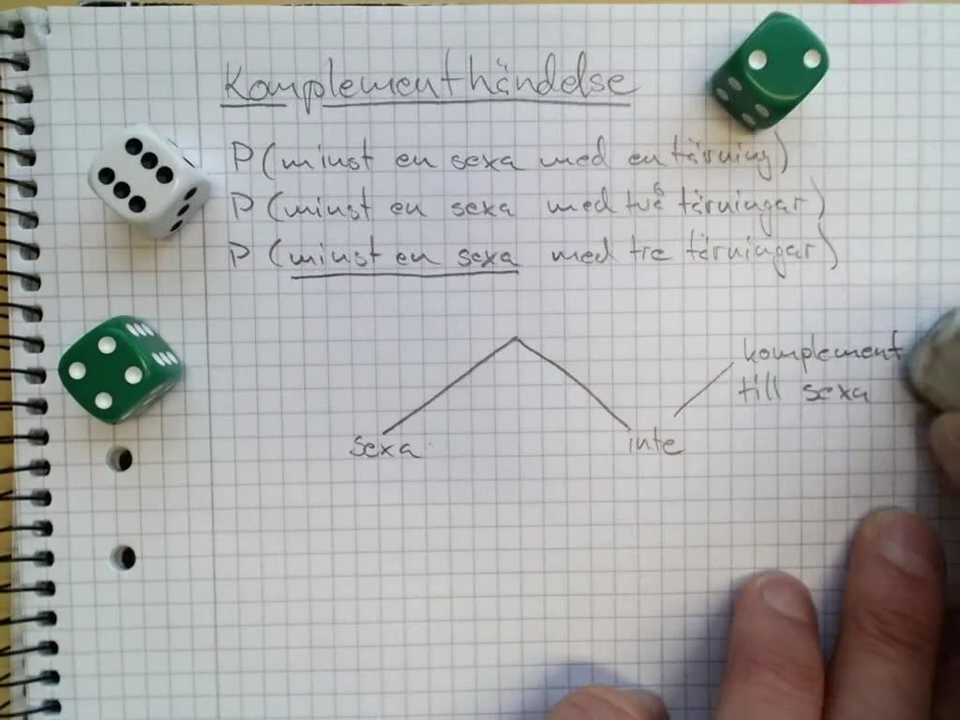 Komplementhändelse
P(minst en sexa med en tärning)
P(minst en sexa med två tärningar)
P(minst en sexa med tre tärningar)
komplement
till sexa
sexa
inte